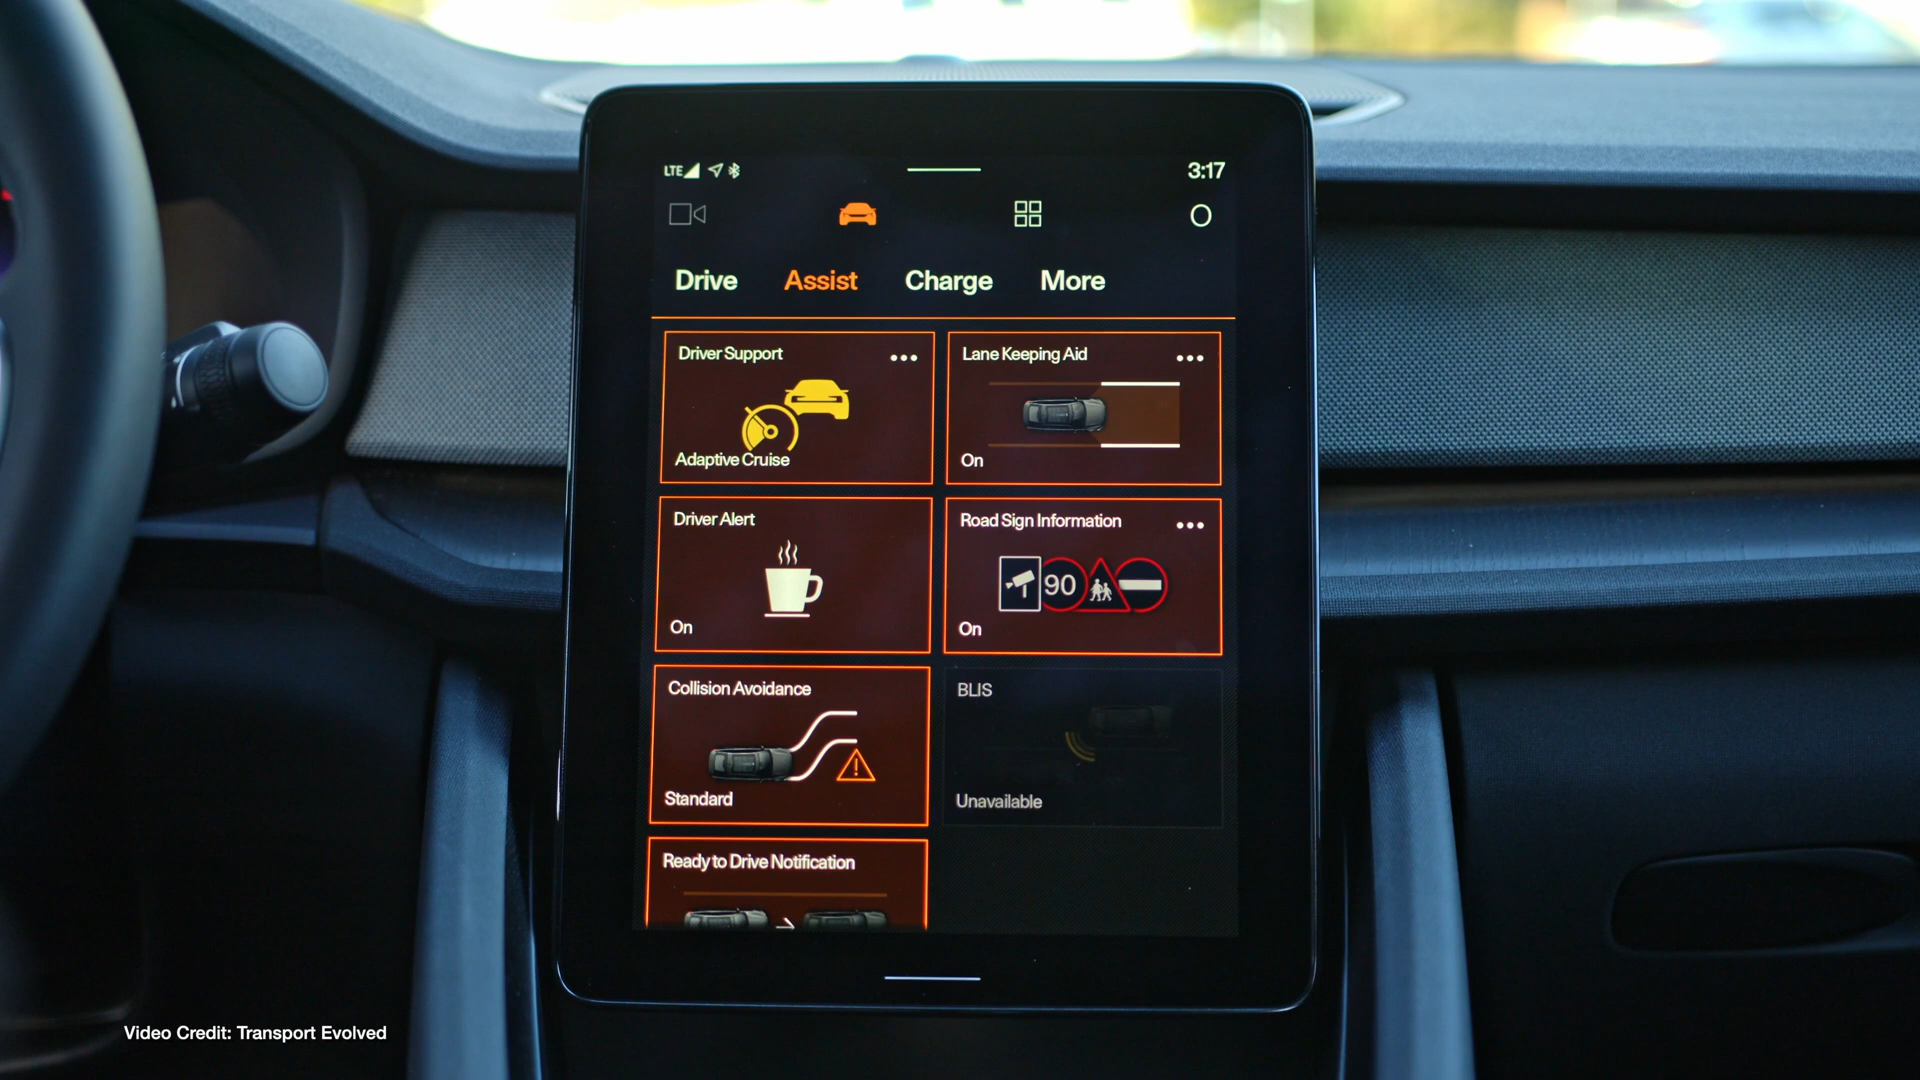 LTE
3:17
Drive Assist Charge More
Driver Support
Adaptive Cruise
Lane Keeping Aid
On
Driver Alert
On
Road Sign Information
90
On
Collision Avoidance
Standard
BLIS
Unavailable
Ready to Drive Notification
Video Credit: Transport Evolved